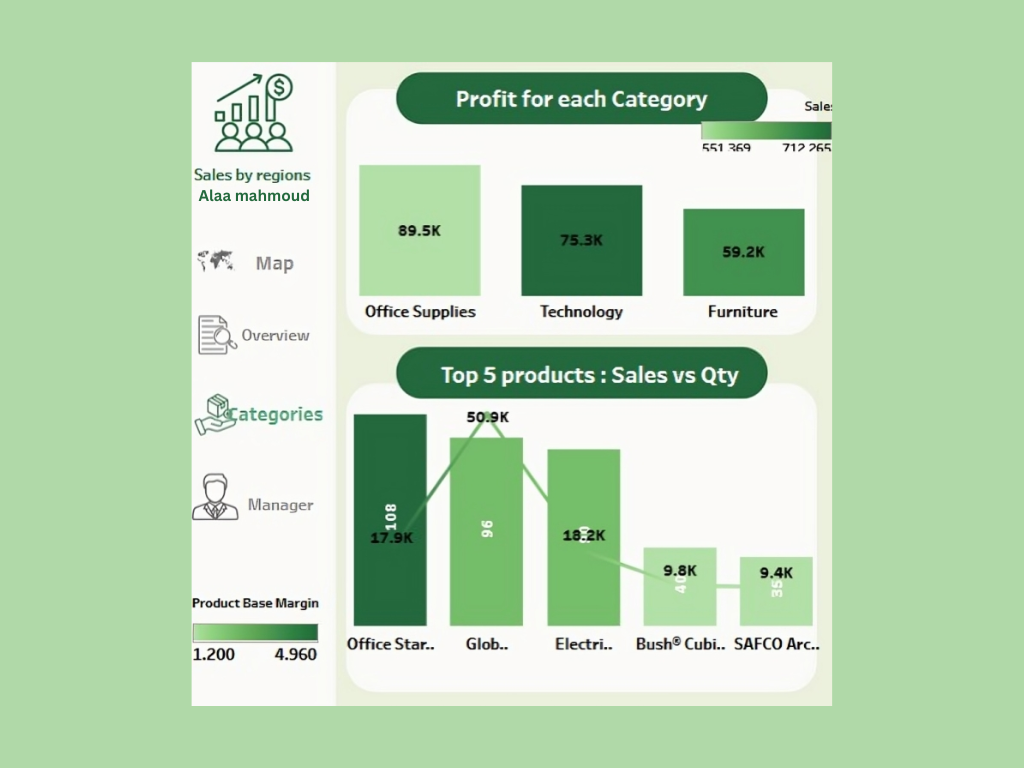 Sales by regions
Alaa mahmoud
Map
Overview
Categories
Manager
Product Base Margin
1.200 4.960
Profit for each Category
Sales
551,369 712,265
89.5K 75.3K 59.2K
Office Supplies Technology Furniture
Top 5 products : Sales vs Qty
50.9K
108 96 40 35
17.9K 18.2K 9.8K 9.4K
Office Star.. Glob.. Electri.. Bush® Cubi.. SAFCO Arc..